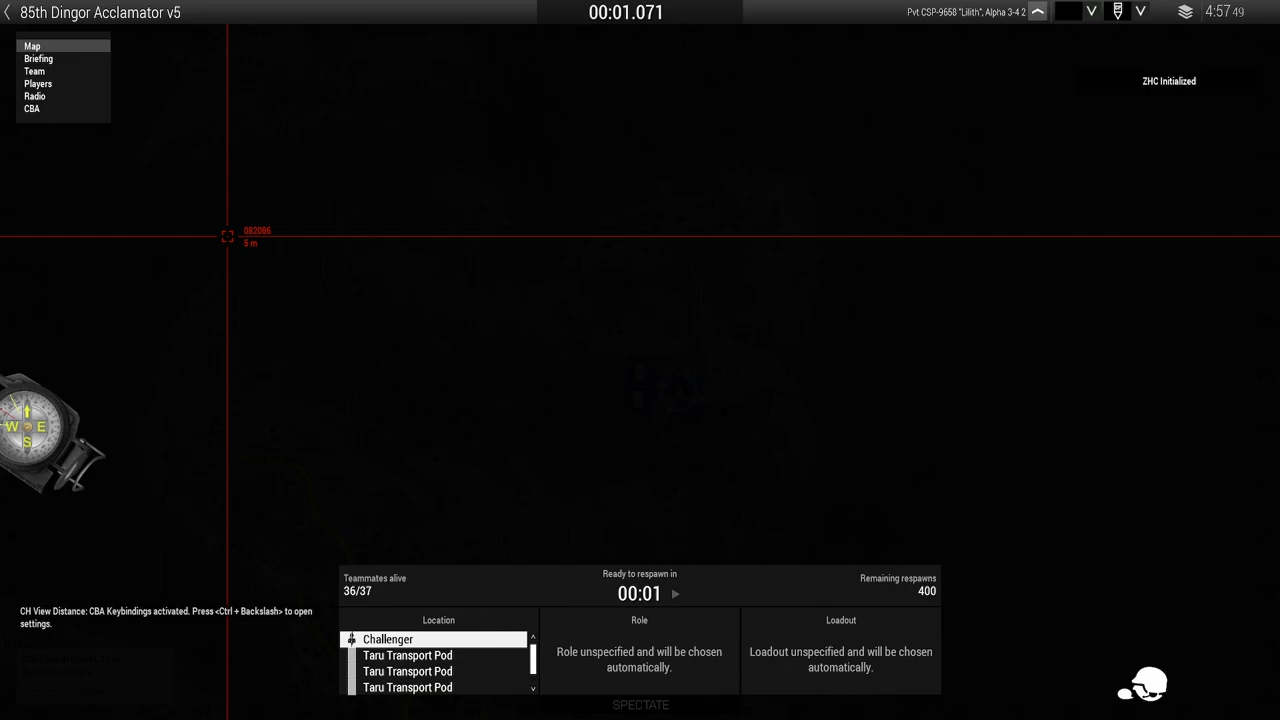 85th Dingor Acclamator v5
00:01.071
Pvt CSP-9658 "Lilith", Alpha 3-4 2
4:57 49
Map
Briefing
Team
Players
Radio
CBA
ZHC Initialized
082086
5 m
W E
S
Teammates alive
36/37
Ready to respawn in
00:01
Remaining respawns
400
CH View Distance: CBA Keybindings activated. Press <Ctrl + Backslash> to open
settings.
Location
Challenger
Taru Transport Pod
Taru Transport Pod
Taru Transport Pod
Role
Role unspecified and will be chosen
automatically.
Loadout
Loadout unspecified and will be chosen
automatically.
SPECTATE